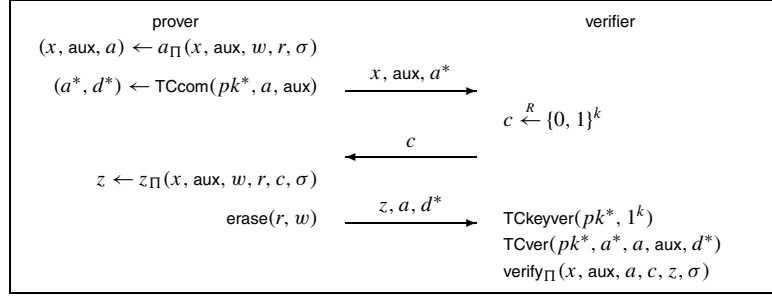 prover verifier
(x, aux, a) ← a_Π(x, aux, w, r, σ)
(a*, d*) ← TCcom(pk*, a, aux) x, aux, a*
c ←^R {0, 1}^k
c
z ← z_Π(x, aux, w, r, c, σ)
erase(r, w) z, a, d* TCkeyver(pk*, 1^k)
TCver(pk*, a*, a, aux, d*)
verify_Π(x, aux, a, c, z, σ)